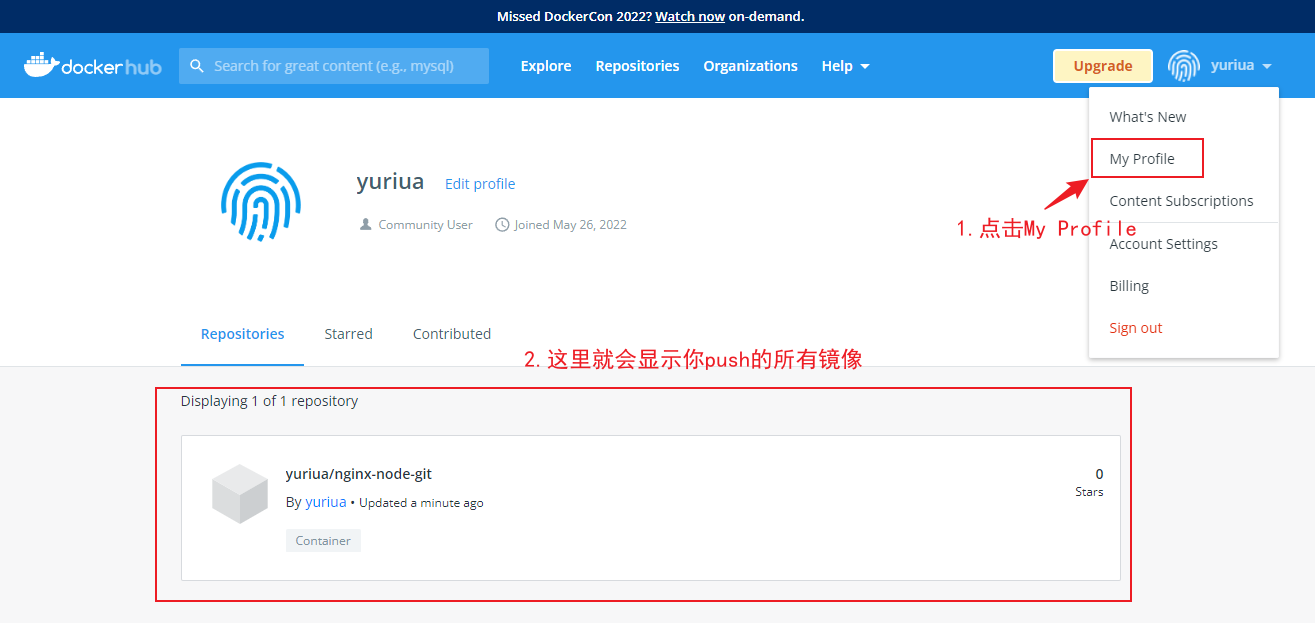 Missed DockerCon 2022? Watch now on-demand.
dockerhub Search for great content (e.g., mysql) Explore Repositories Organizations Help Upgrade yuriua
What's New
My Profile
Content Subscriptions
Account Settings
Billing
Sign out
1.点击My Profile
yuriua Edit profile
Community User Joined May 26, 2022
Repositories Starred Contributed
2.这里就会显示你push的所有镜像
Displaying 1 of 1 repository
yuriua/nginx-node-git
By yuriua • Updated a minute ago
Container
0
Stars